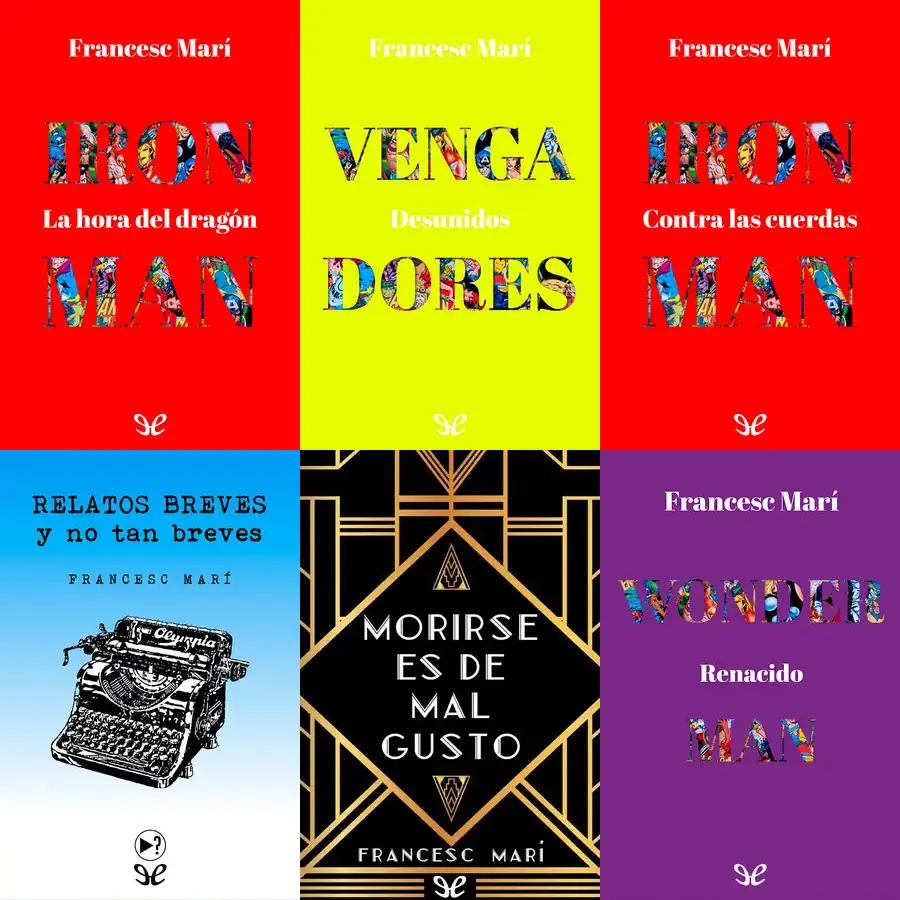 Francesc Marí
IRON
La hora del dragón
MAN
Francesc Marí
VENGA
Desunidos
DORES
Francesc Marí
IRON
Contra las cuerdas
MAN
RELATOS BREVES
y no tan breves
FRANCESC MARÍ
Olympia
MORIRSE
ES DE
MAL
GUSTO
FRANCESC MARÍ
Francesc Marí
WONDER
Renacido
MAN